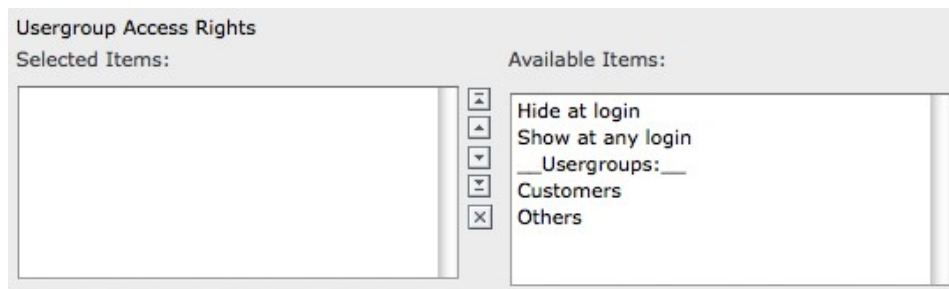 Usergroup Access Rights
Selected Items:
Available Items:
Hide at login
Show at any login
__Usergroups:__
Customers
Others